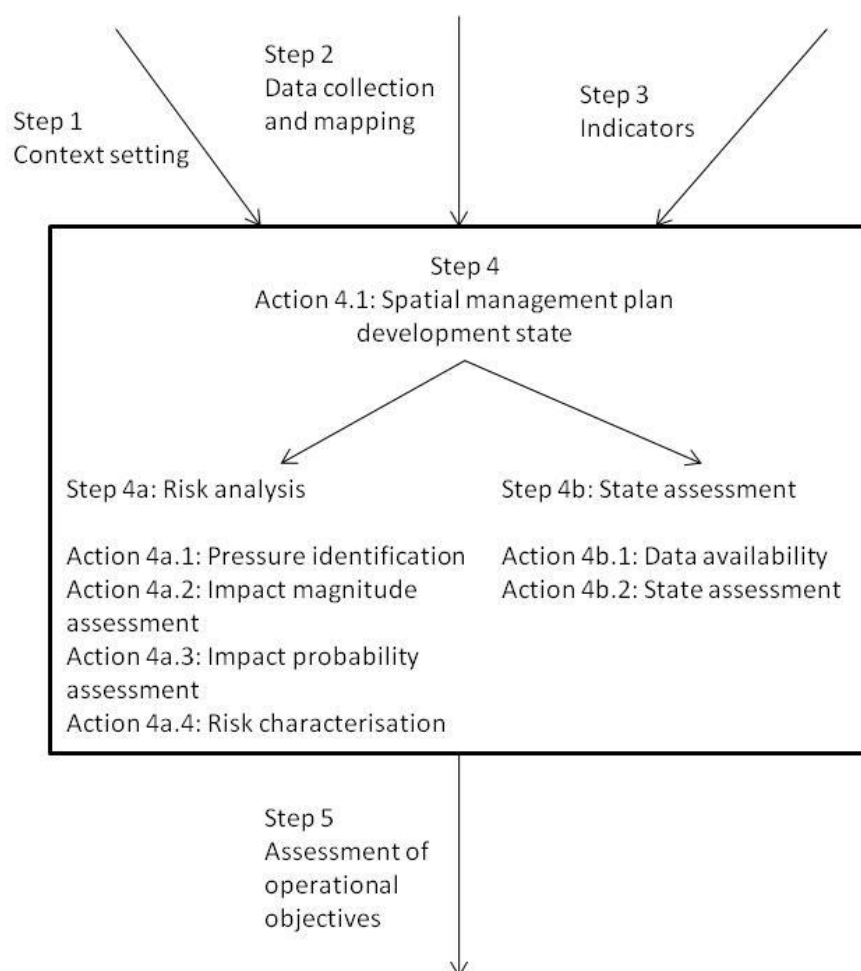 Step 1
Context setting
Step 2
Data collection
and mapping
Step 3
Indicators
Step 4
Action 4.1: Spatial management plan
development state
Step 4a: Risk analysis
Action 4a.1: Pressure identification
Action 4a.2: Impact magnitude
assessment
Action 4a.3: Impact probability
assessment
Action 4a.4: Risk characterisation
Step 4b: State assessment
Action 4b.1: Data availability
Action 4b.2: State assessment
Step 5
Assessment of
operational
objectives